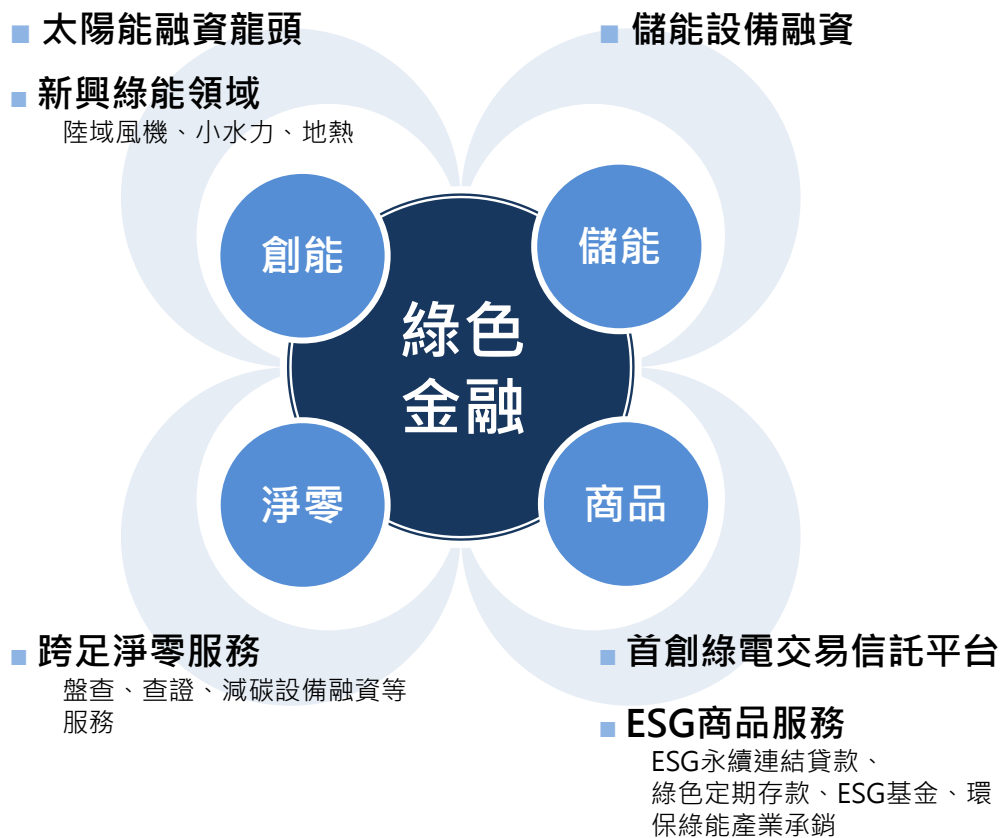 太陽能融資龍頭
新興綠能領域
陸域風機、小水力、地熱
儲能設備融資
創能
儲能
綠色
金融
淨零
商品
跨足淨零服務
盤查、查證、減碳設備融資等
服務
首創綠電交易信託平台
ESG商品服務
ESG永續連結貸款、
綠色定期存款、ESG基金、環
保綠能產業承銷